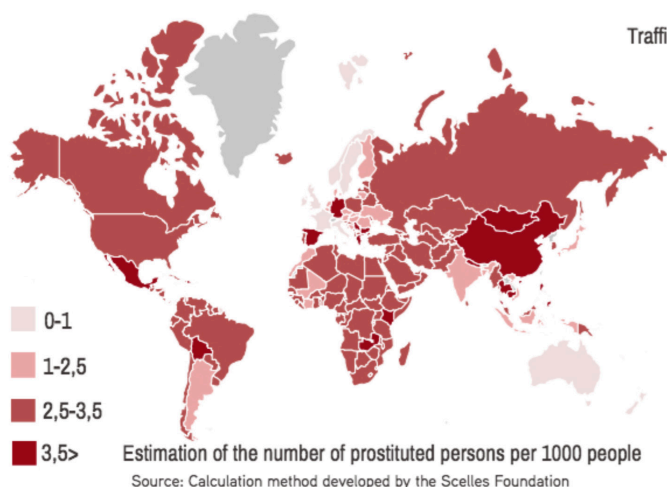 Traffi
0-1
1-2,5
2,5-3,5
3,5>
Estimation of the number of prostituted persons per 1000 people
Source: Calculation method developed by the Scelles Foundation